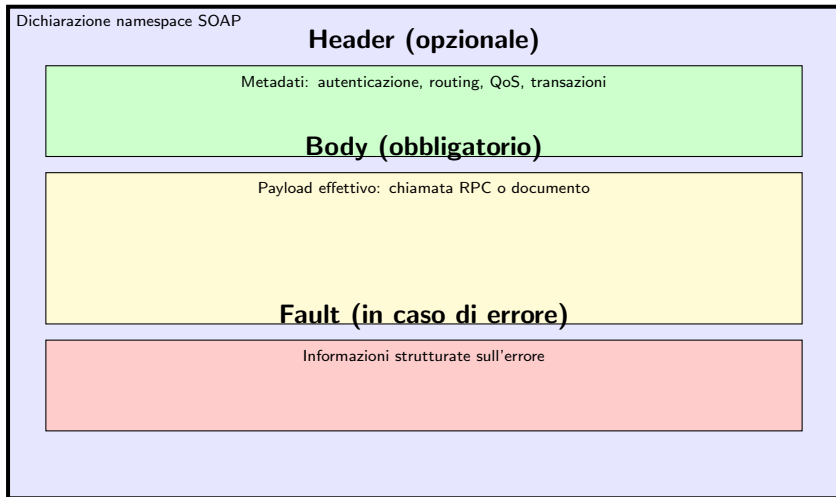 Dichiarazione namespace SOAP
Header (opzionale)
Metadati: autenticazione, routing, QoS, transazioni
Body (obbligatorio)
Payload effettivo: chiamata RPC o documento
Fault (in caso di errore)
Informazioni strutturate sull'errore